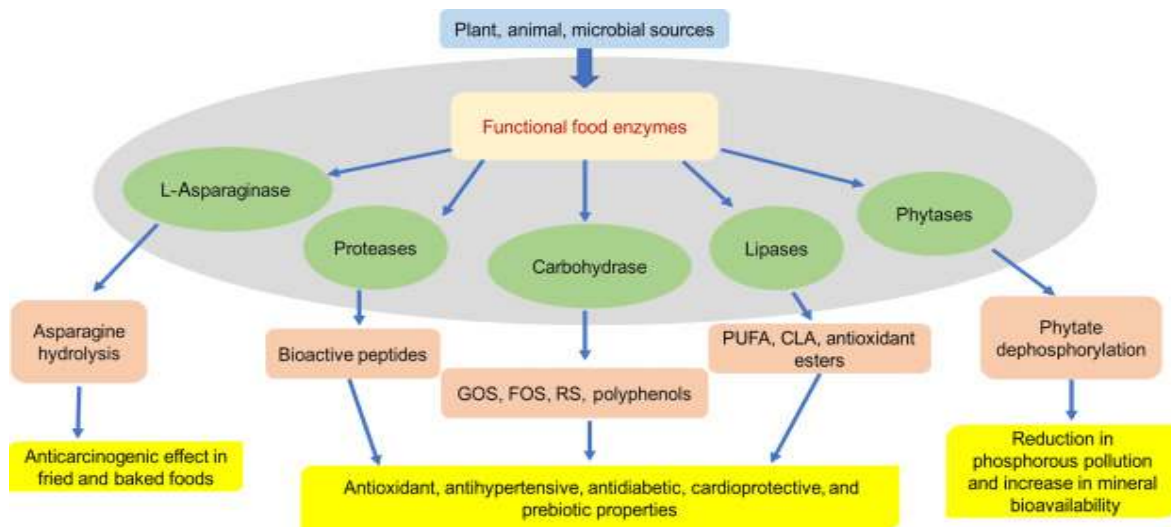 Plant, animal, microbial sources
Functional food enzymes
L-Asparaginase
Proteases
Carbohydrase
Lipases
Phytases
Asparagine
hydrolysis
Bioactive peptides
GOS, FOS, RS, polyphenols
PUFA, CLA, antioxidant
esters
Phytate
dephosphorylation
Anticarcinogenic effect in
fried and baked foods
Antioxidant, antihypertensive, antidiabetic, cardioprotective, and
prebiotic properties
Reduction in
phosphorous pollution
and increase in mineral
bioavailability